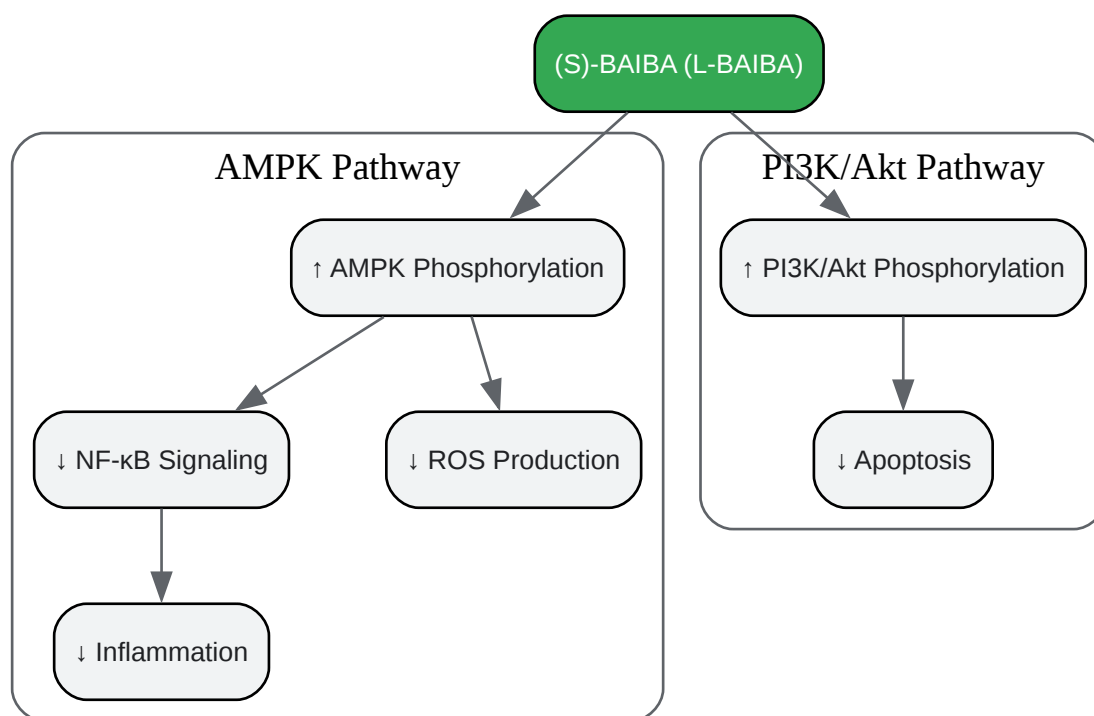 (S)-BAIBA (L-BAIBA)
AMPK Pathway
PI3K/Akt Pathway
↑ AMPK Phosphorylation
↑ PI3K/Akt Phosphorylation
↓ NF-κB Signaling
↓ ROS Production
↓ Apoptosis
↓ Inflammation